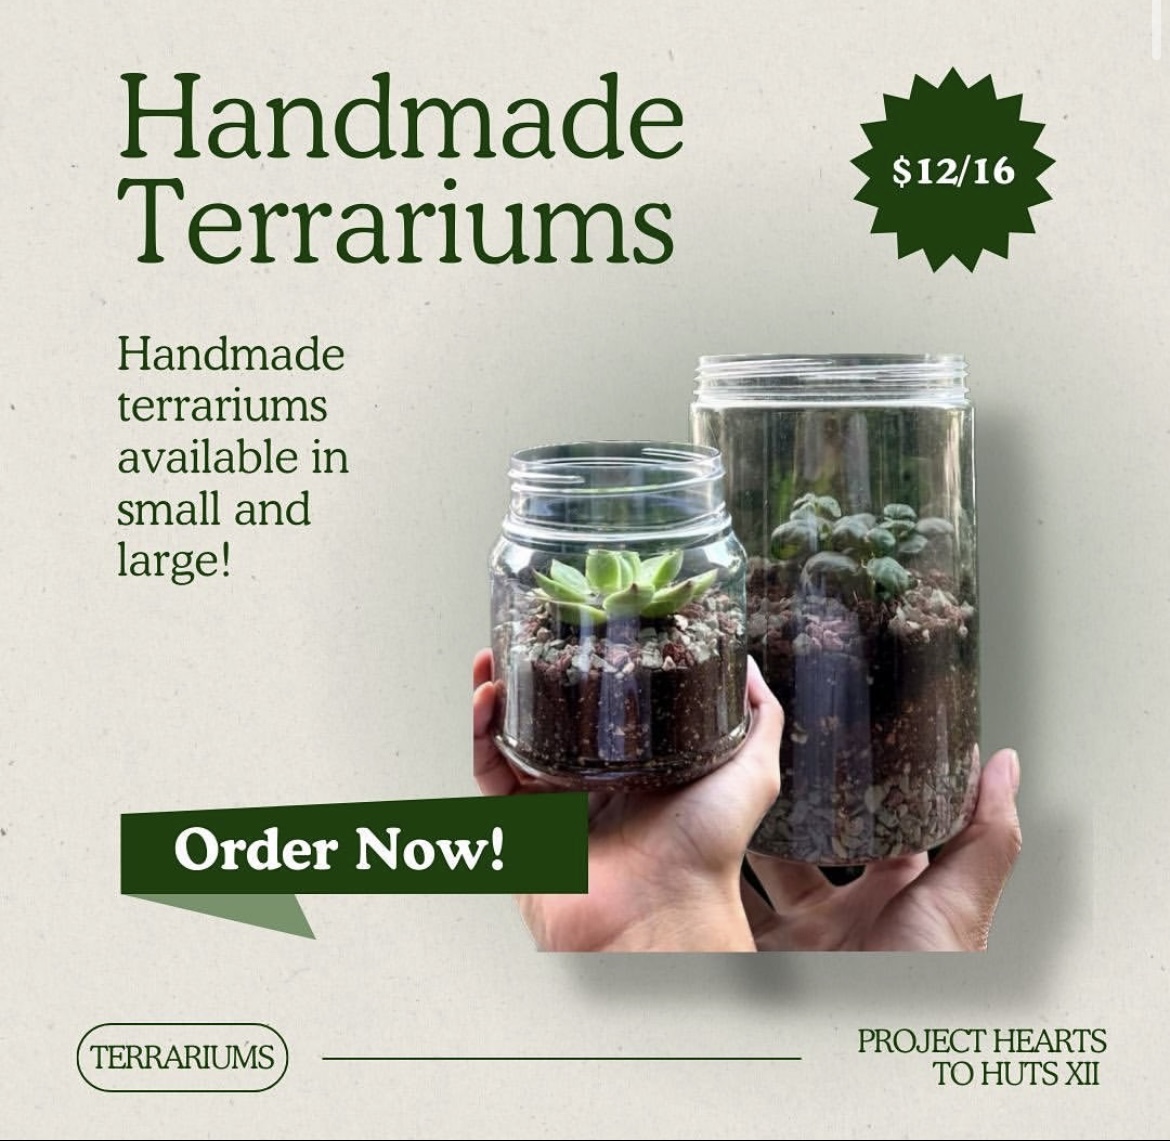 Handmade
Terrariums
$12/16
Handmade
terrariums
available in
small and
large!
Order Now!
TERRARIUMS
PROJECT HEARTS
TO HUTS XII